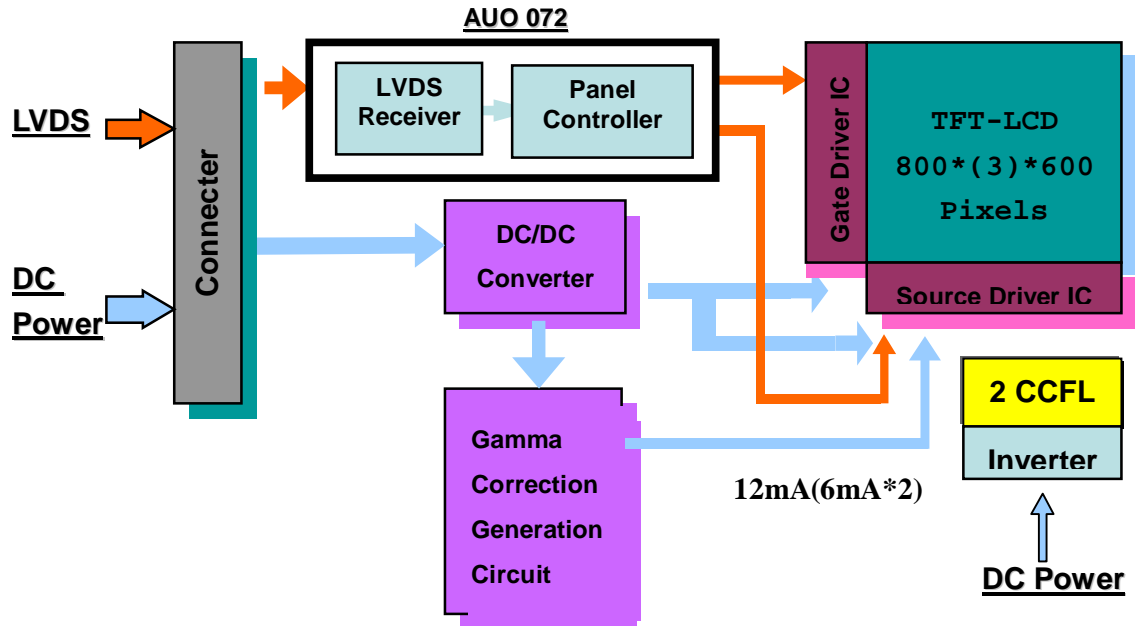 AUO 072
LVDS
DC
Power
Connecter
LVDS
Receiver
Panel
Controller
DC/DC
Converter
Gamma
Correction
Generation
Circuit
Gate Driver IC
TFT-LCD
800*(3)*600
Pixels
Source Driver IC
2 CCFL
Inverter
12mA(6mA*2)
DC Power